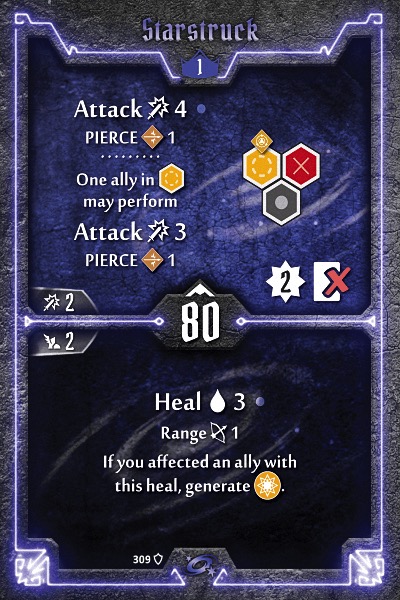 Starstruck
1
Attack 4
PIERCE 1
One ally in
may perform
Attack 3
PIERCE 1
2
2
80
2
Heal 3
Range 1
If you affected an ally with
this heal, generate .
309